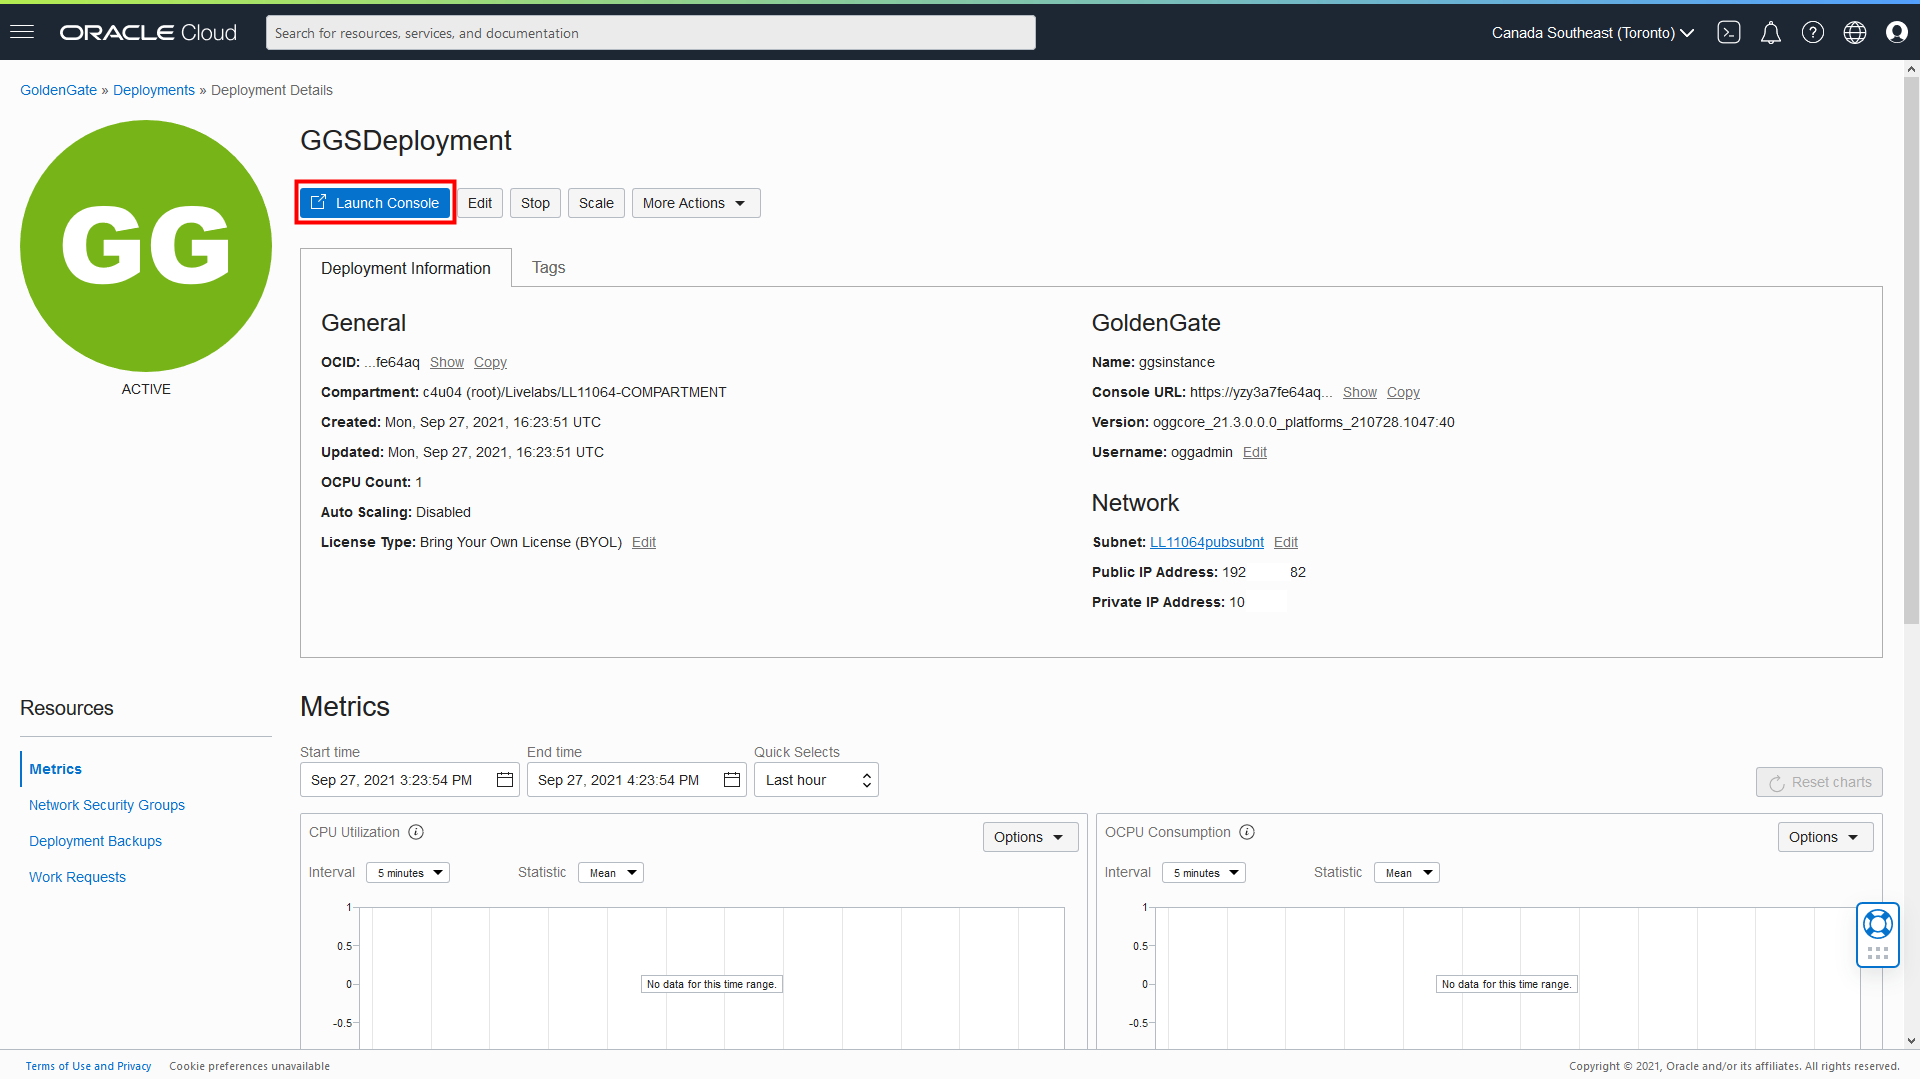 ORACLE Cloud
Search for resources, services, and documentation
Canada Southeast (Toronto)
GoldenGate » Deployments » Deployment Details
GG
ACTIVE
GGSDeployment
Launch Console
Edit
Stop
Scale
More Actions
Deployment Information
Tags
General
OCID: ...fe64aq Show Copy
Compartment: c4u04 (root)/Livelabs/LL11064-COMPARTMENT
Created: Mon, Sep 27, 2021, 16:23:51 UTC
Updated: Mon, Sep 27, 2021, 16:23:51 UTC
OCPU Count: 1
Auto Scaling: Disabled
License Type: Bring Your Own License (BYOL) Edit
GoldenGate
Name: ggsinstance
Console URL: https://yzy3a7fe64aq... Show Copy
Version: oggcore_21.3.0.0.0_platforms_210728.1047:40
Username: oggadmin Edit
Network
Subnet: LL11064pubsubnt Edit
Public IP Address: 192 82
Private IP Address: 10
Resources
Metrics
Network Security Groups
Deployment Backups
Work Requests
Metrics
Start time
End time
Quick Selects
Sep 27, 2021 3:23:54 PM
Sep 27, 2021 4:23:54 PM
Last hour
Reset charts
CPU Utilization
Options
Interval 5 minutes
Statistic Mean
1
0.5
0
-0.5
No data for this time range.
OCPU Consumption
Options
Interval 5 minutes
Statistic Mean
1
0.5
0
-0.5
No data for this time range.
Terms of Use and Privacy
Cookie preferences unavailable
Copyright © 2021, Oracle and/or its affiliates. All rights reserved.